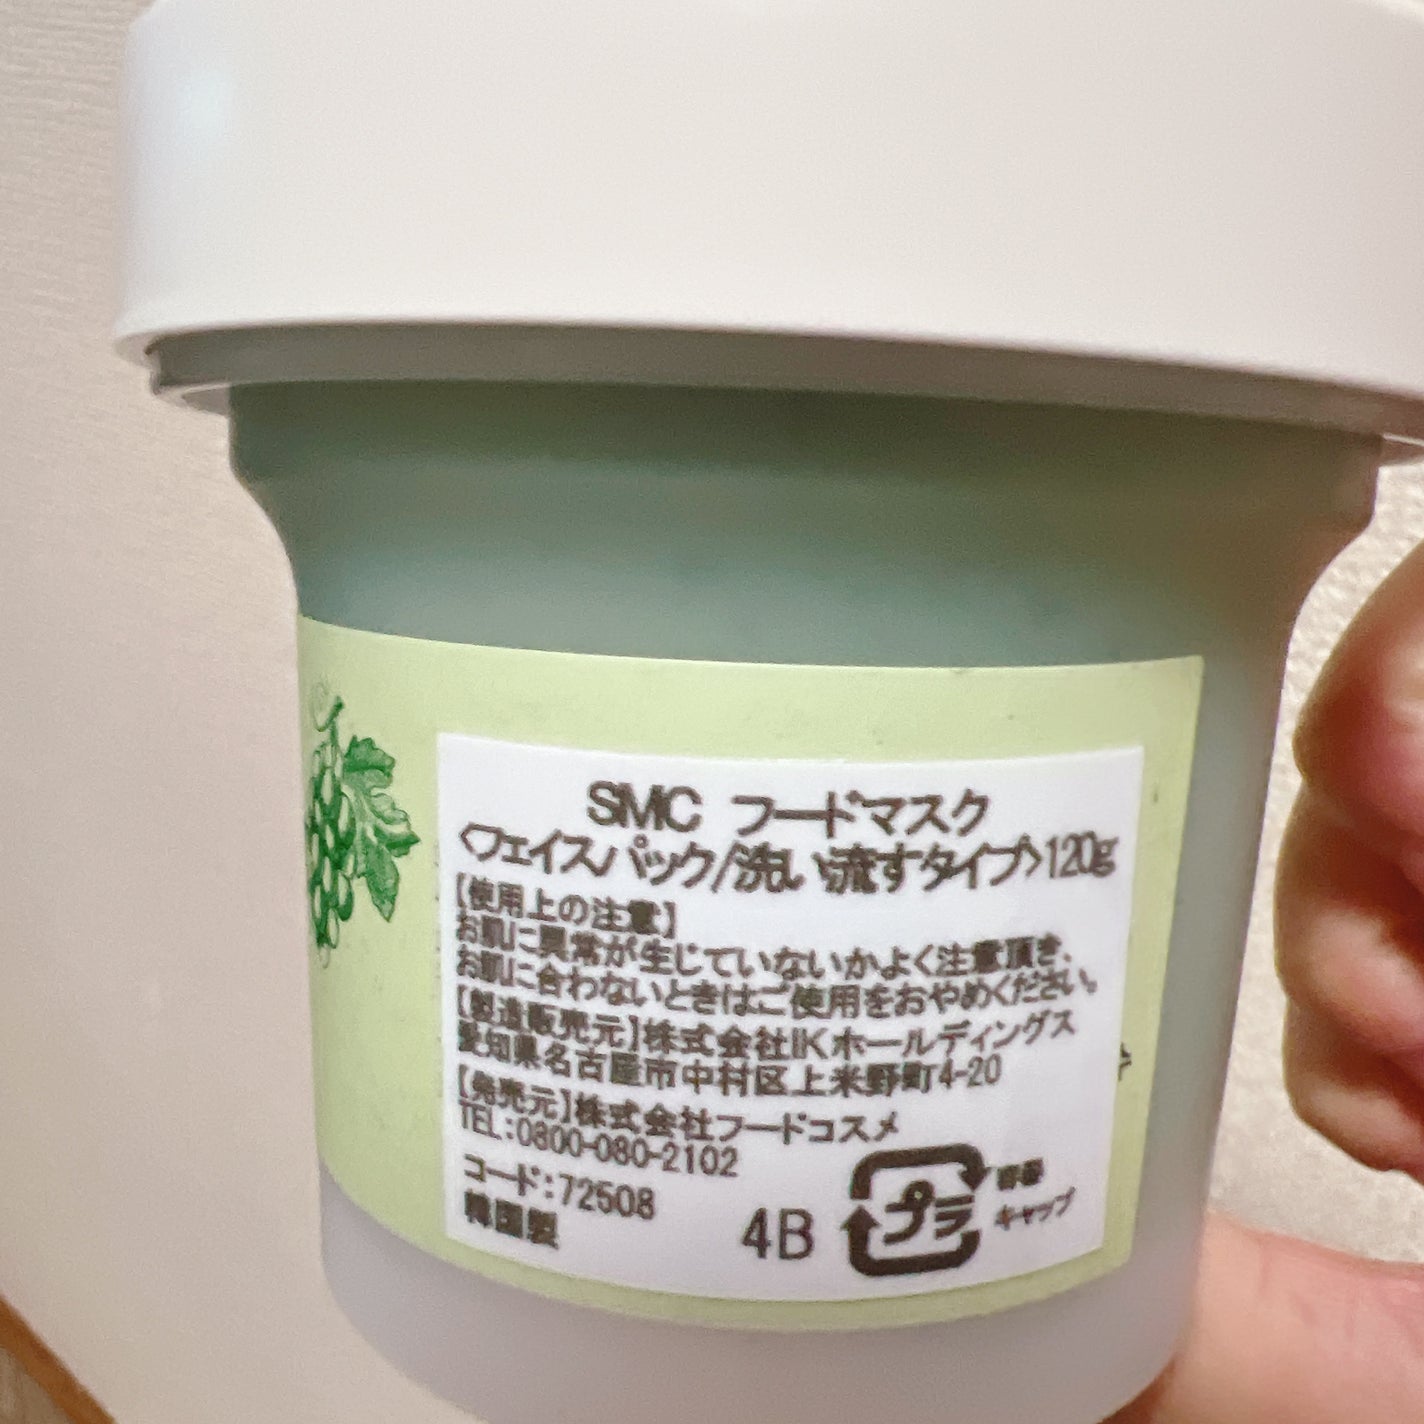 SMC フードマスク
<フェイスパック/洗い流すタイプ>120g
【使用上の注意】
お肌に異常が生じていないかよく注意頂き、
お肌に合わないときはご使用をおやめください。
【製造販売元】株式会社IKホールディングス
愛知県名古屋市中村区上米野町4-20
【発売元】株式会社フードコスメ
TEL:0800-080-2102
コード:72508
韓国製
4B
プラ
容器
キャップ